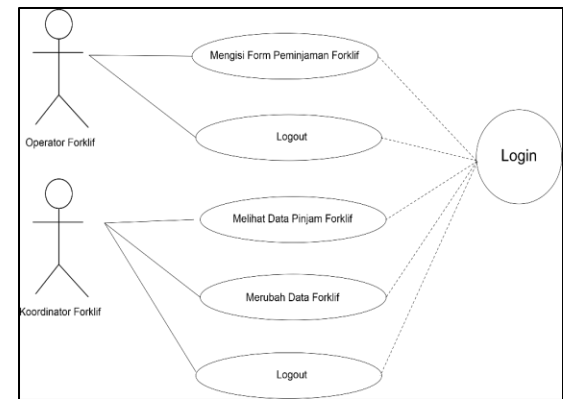 Mengisi Form Peminjaman Forklif
Operator Forklif
Logout
Login
Melihat Data Pinjam Forklif
Koordinator Forklif
Merubah Data Forklif
Logout